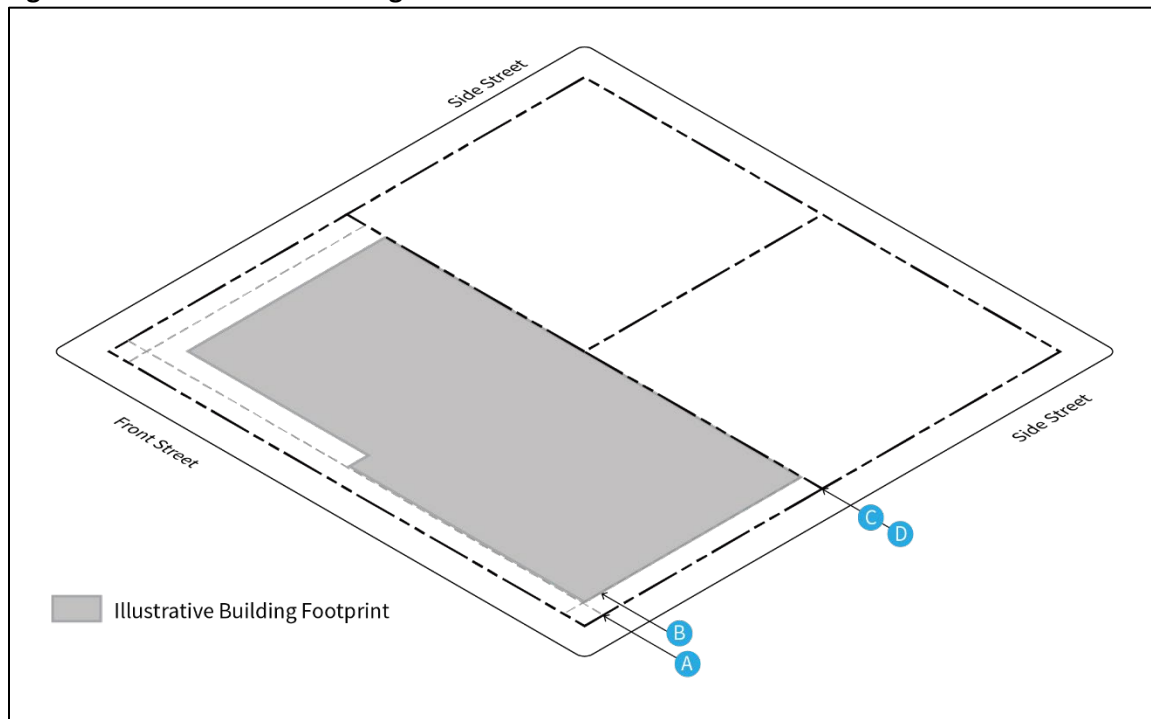 Side Street
Front Street
Side Street
C
D
B
A
Illustrative Building Footprint